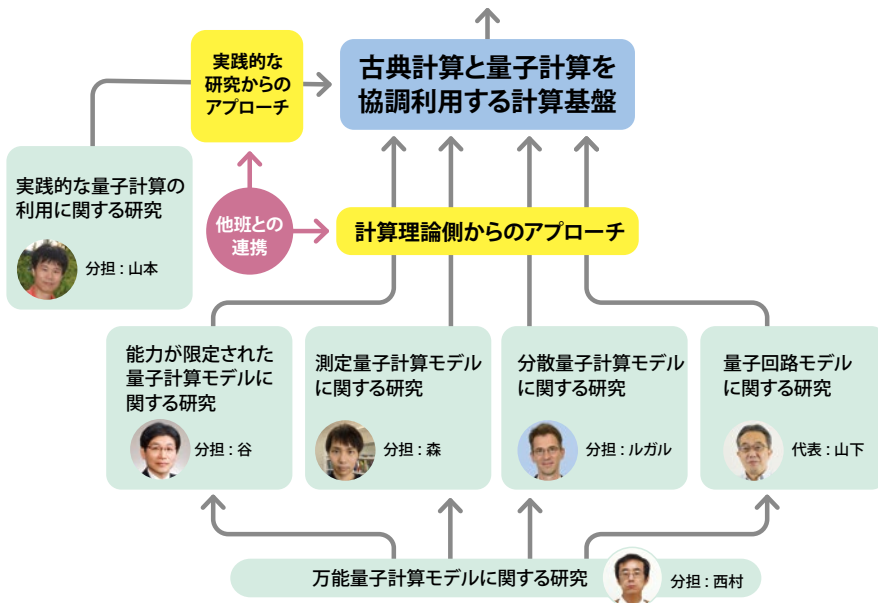 実践的な
研究からの
アプローチ
古典計算と量子計算を
協調利用する計算基盤
実践的な量子計算の
利用に関する研究
分担 : 山本
他班との
連携
計算理論側からのアプローチ
能力が限定された
量子計算モデルに
関する研究
分担 : 谷
測定量子計算モデル
に関する研究
分担 : 森
分散量子計算モデル
に関する研究
分担 : ルガル
量子回路モデル
に関する研究
代表 : 山下
万能量子計算モデルに関する研究
分担 : 西村